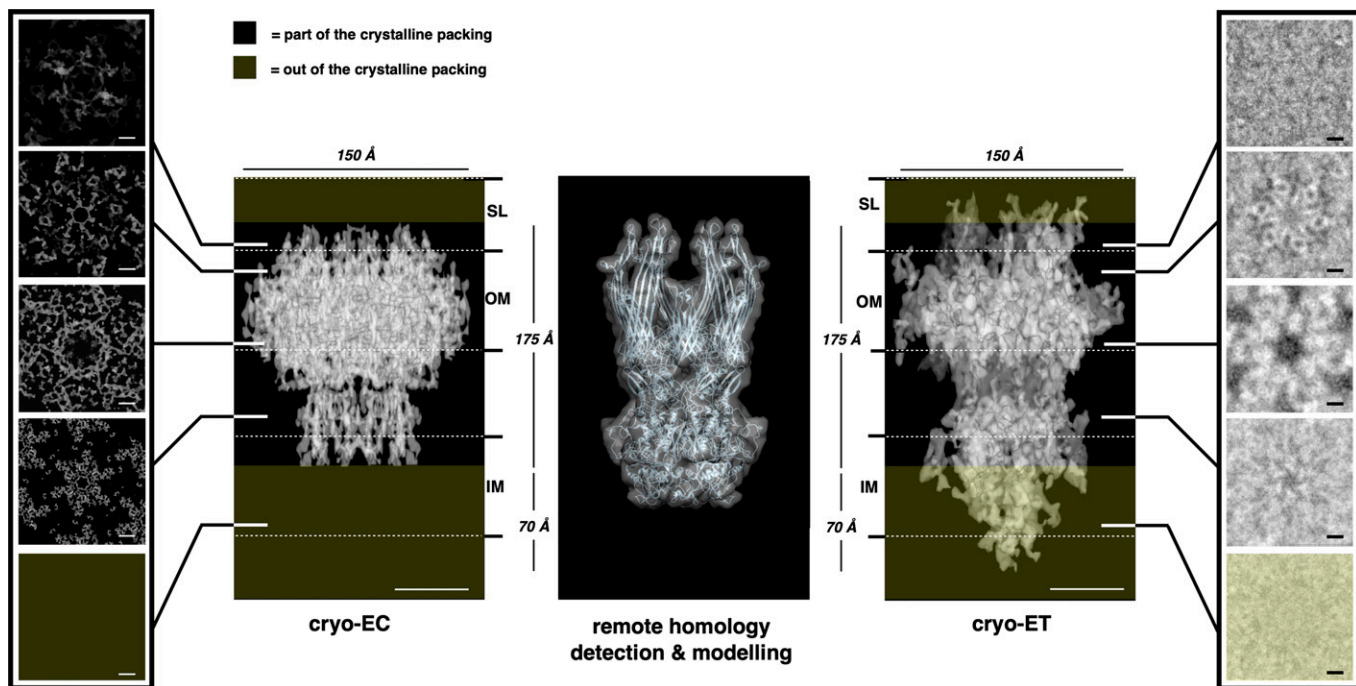 = part of the crystalline packing
= out of the crystalline packing
150 Å
150 Å
SL
SL
OM
OM
175 Å
175 Å
IM
IM
70 Å
70 Å
cryo-EC
remote homology
detection & modelling
cryo-ET